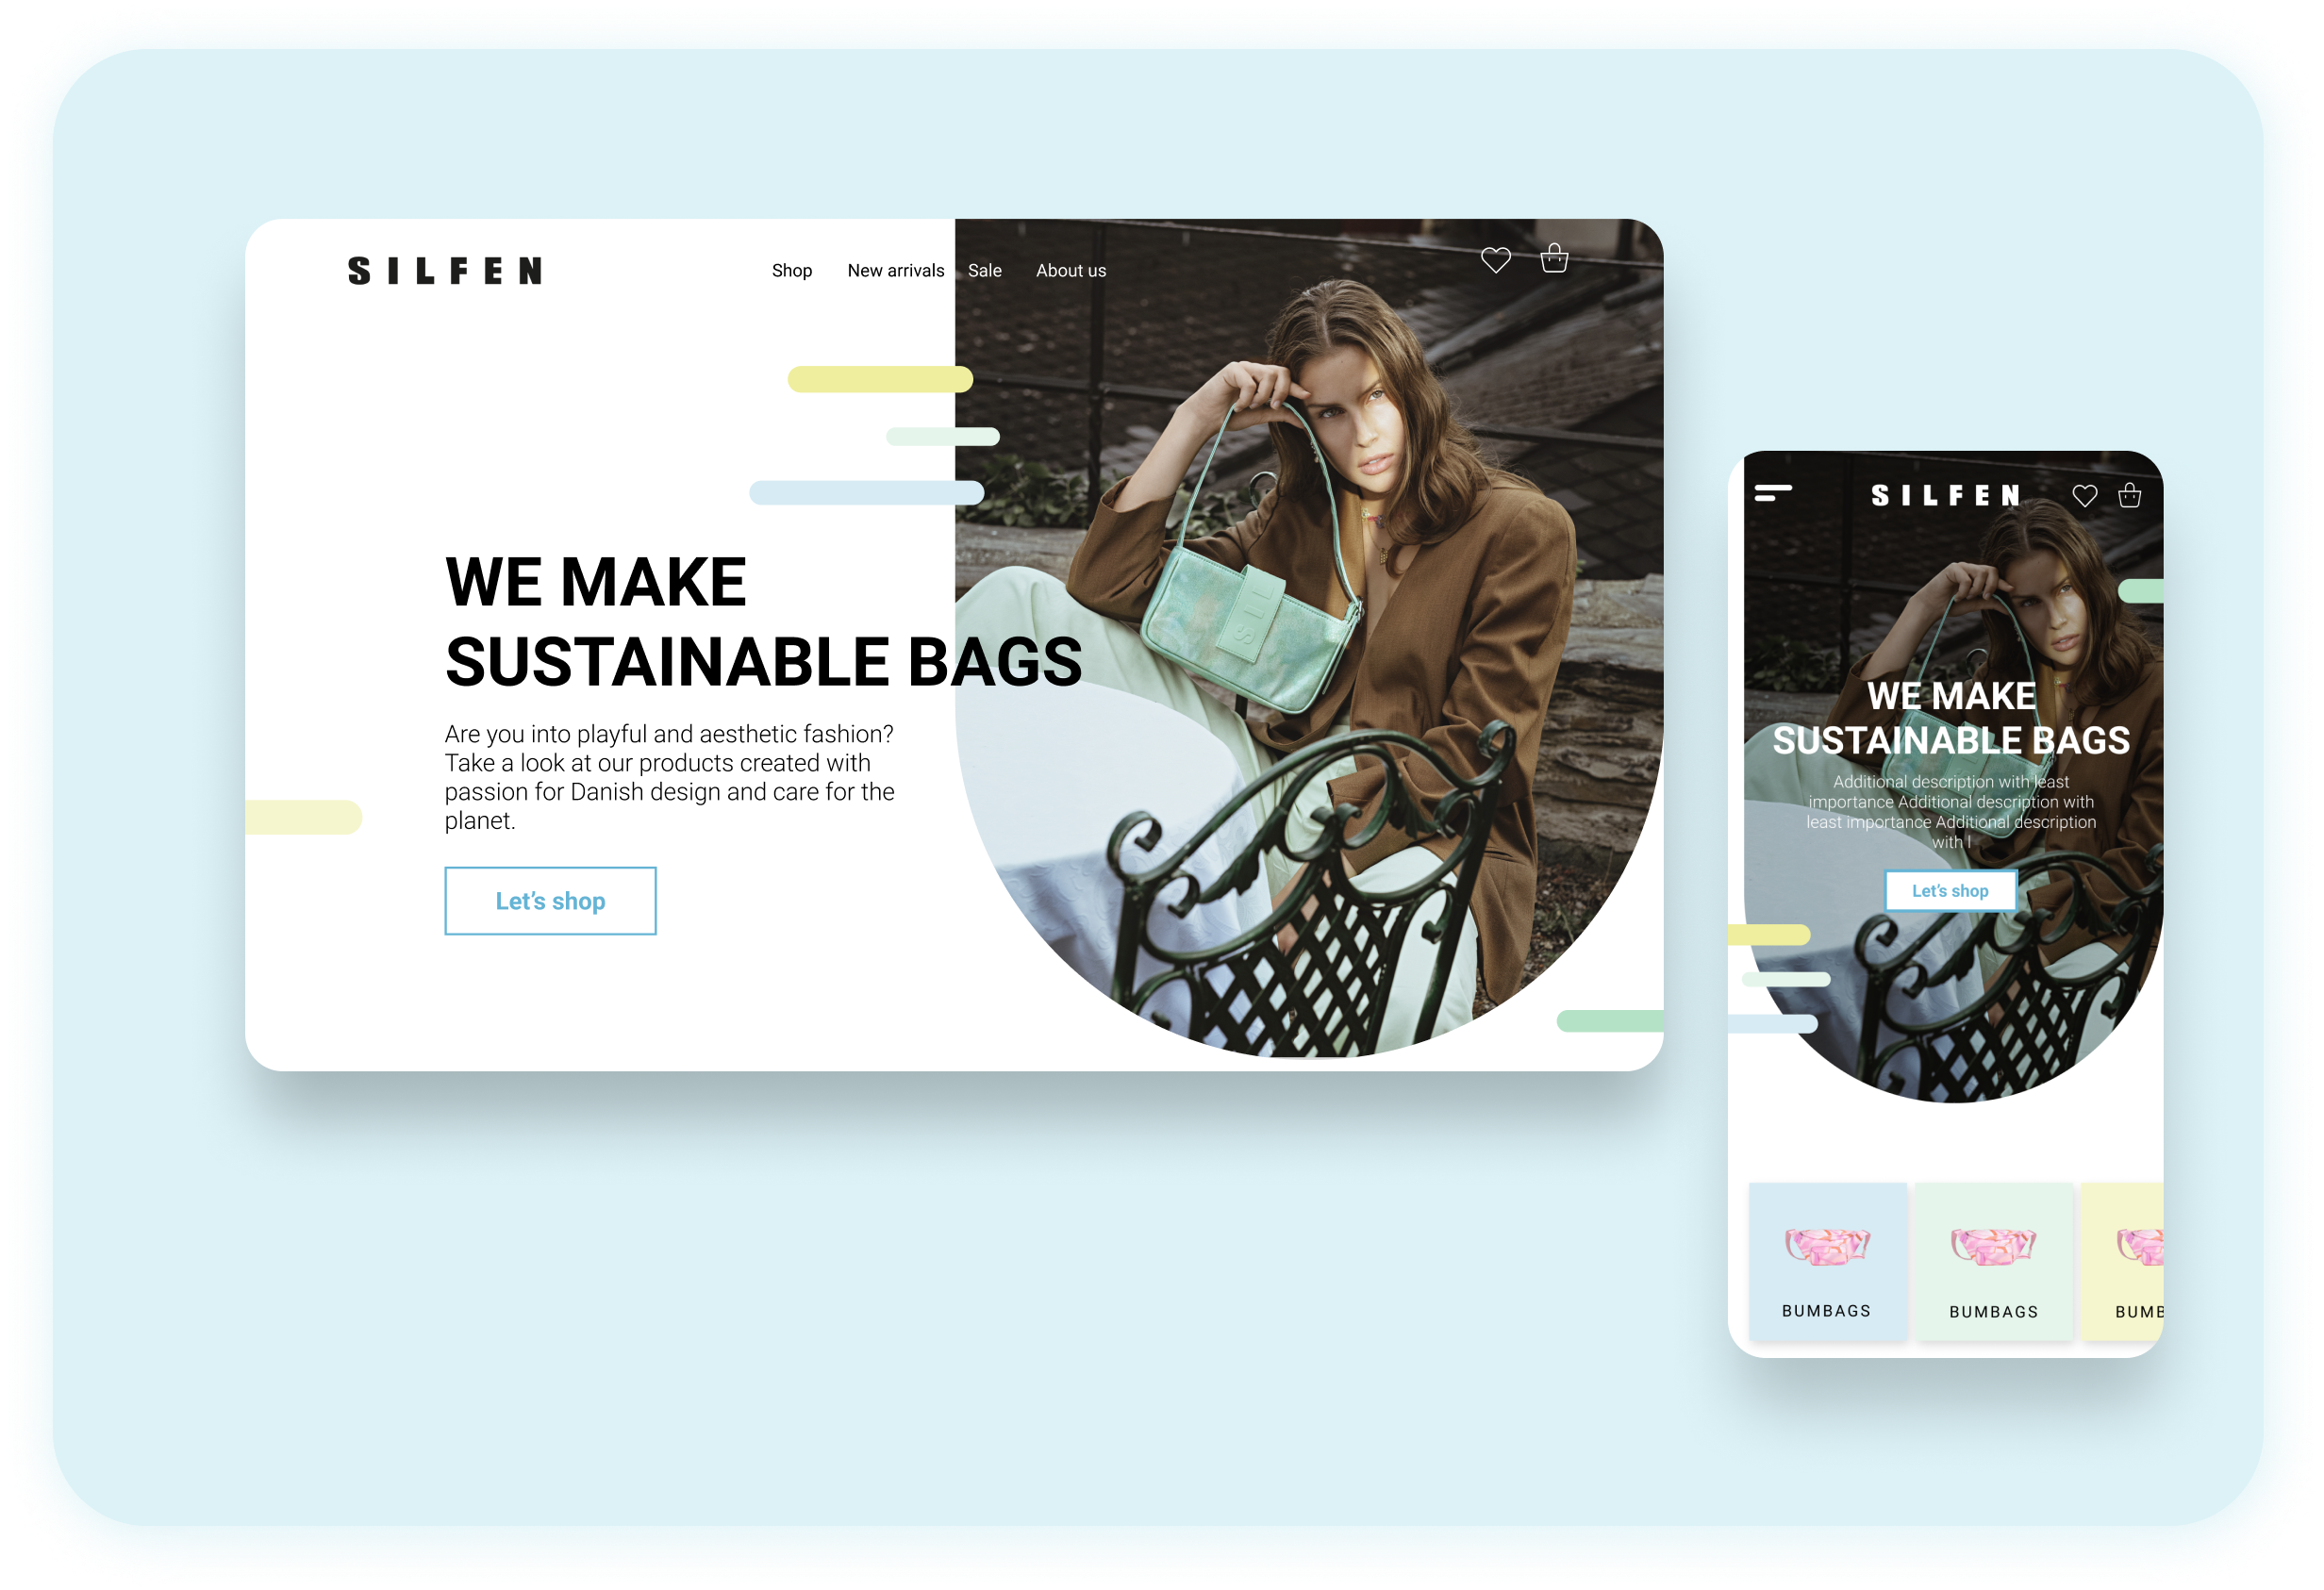 SILFEN
Shop New arrivals Sale About us
WE MAKE
SUSTAINABLE BAGS
Are you into playful and aesthetic fashion?
Take a look at our products created with
passion for Danish design and care for the
planet.
Let’s shop
SIL
SILFEN
WE MAKE
SUSTAINABLE BAGS
Additional description with least
importance Additional description with
least importance Additional description
with l
Let’s shop
BUMBAGS BUMBAGS BUMB